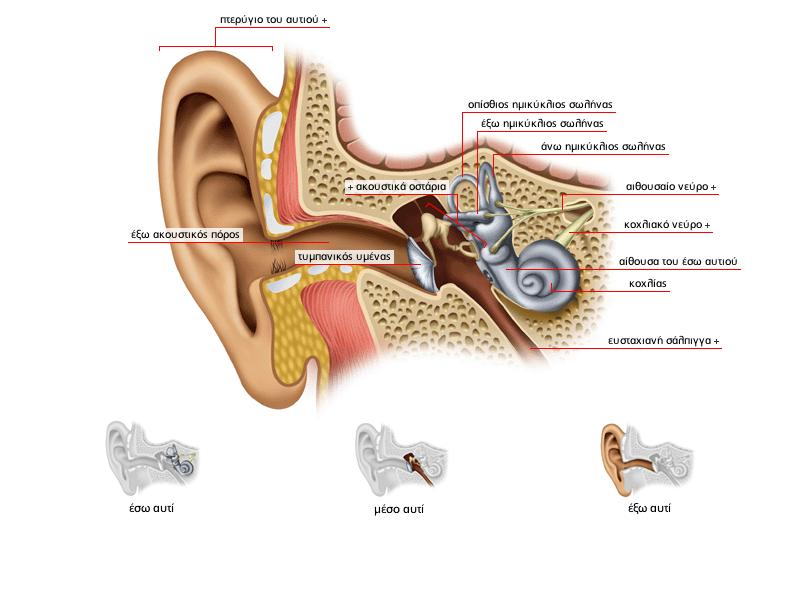 πτερύγιο του αυτιού +
οπίσθιος ημικύκλιος σωλήνας
έξω ημικύκλιος σωλήνας
άνω ημικύκλιος σωλήνας
+ ακουστικά οστάρια
αιθουσαίο νεύρο +
κοχλιακό νεύρο +
έξω ακουστικός πόρος
τυμπανικός υμένας
αίθουσα του έσω αυτιού
κοχλίας
ευσταχιανή σάλπιγγα +
έσω αυτί
μέσο αυτί
έξω αυτί